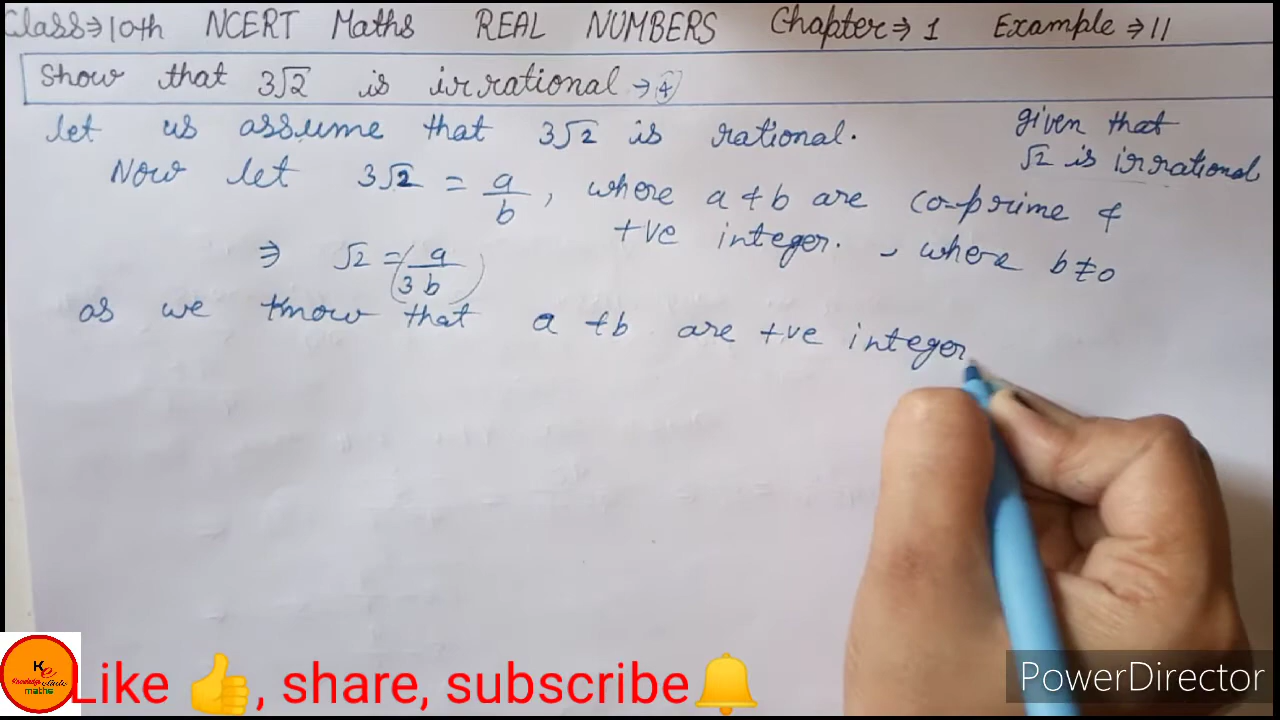 Class⇒10th NCERT Maths REAL NUMBERS Chapter⇒1 Example⇒11
Show that 3√2 is irrational →④
let us assume that 3√2 is rational.
given that
√2 is irrational
Now let 3√2 = a/b, where a & b are co-prime &
+ve integer. , where b≠0
⇒ √2 = (a/3b)
as we know that a & b are +ve integer
Ke
maths
Like 👍, share, subscribe🔔
PowerDirector